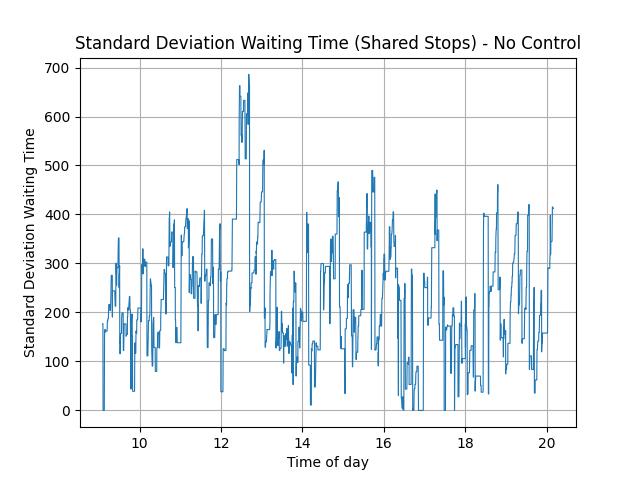 Standard Deviation Waiting Time (Shared Stops) - No Control
700
600
500
400
300
200
100
0
Standard Deviation Waiting Time
10 12 14 16 18 20
Time of day